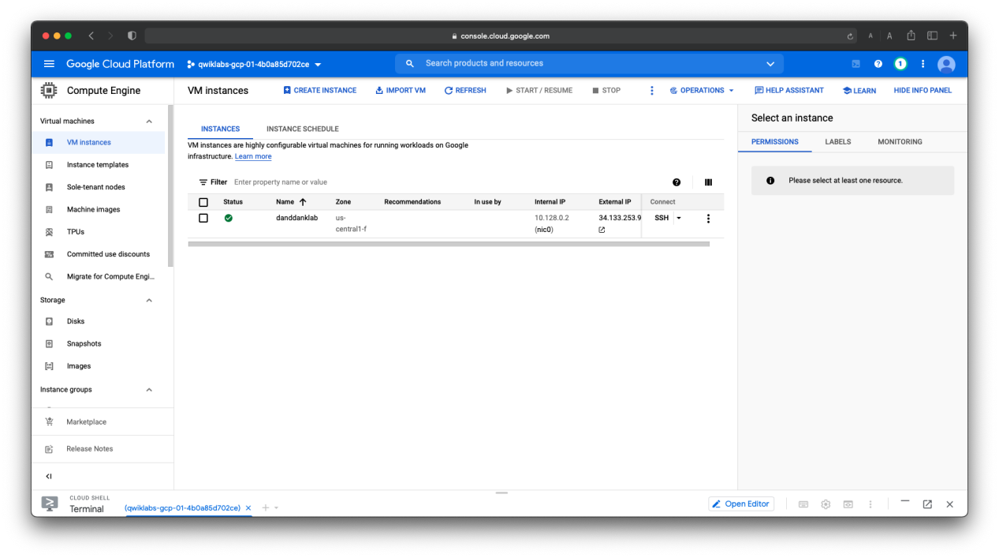 console.cloud.google.com
A A
Google Cloud Platform qwiklabs-gcp-01-4b0a85d702ce Search products and resources 1
Compute Engine
VM instances CREATE INSTANCE IMPORT VM REFRESH START / RESUME STOP OPERATIONS HELP ASSISTANT LEARN HIDE INFO PANEL
Virtual machines
VM instances
Instance templates
Sole-tenant nodes
Machine images
TPUs
Committed use discounts
Migrate for Compute Engi...
Storage
Disks
Snapshots
Images
Instance groups
Marketplace
Release Notes
INSTANCES INSTANCE SCHEDULE
VM instances are highly configurable virtual machines for running workloads on Google
infrastructure. Learn more
Filter Enter property name or value
Status Name Zone Recommendations In use by Internal IP External IP Connect
danddanklab us- 10.128.0.2 34.133.253.9 SSH
central1-f (nic0)
Select an instance
PERMISSIONS LABELS MONITORING
Please select at least one resource.
CLOUD SHELL
Terminal (qwiklabs-gcp-01-4b0a85d702ce) Open Editor